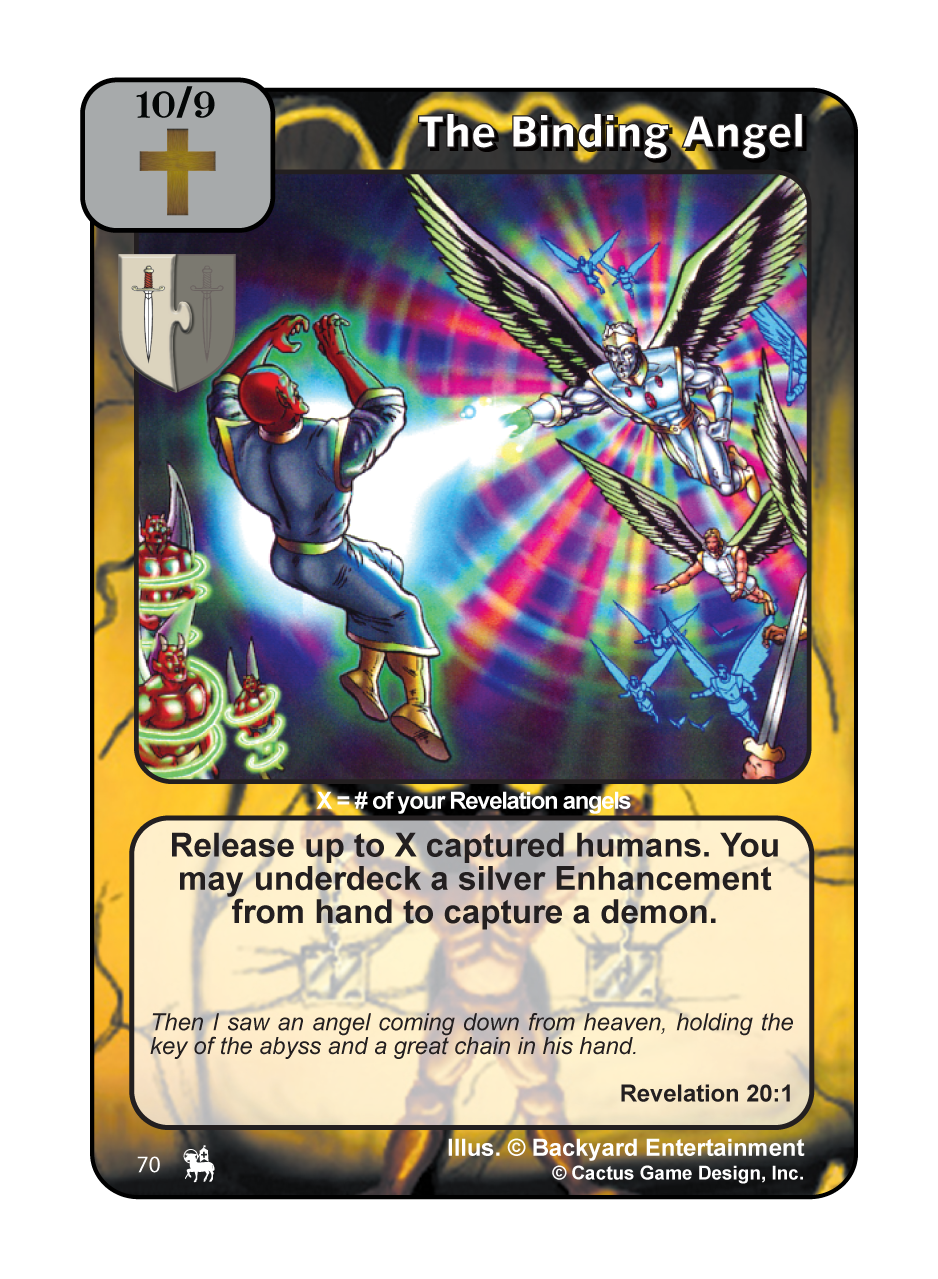 10/9
The Binding Angel
X = # of your Revelation angels
Release up to X captured humans. You
may underdeck a silver Enhancement
from hand to capture a demon.
Then I saw an angel coming down from heaven, holding the
key of the abyss and a great chain in his hand.
Revelation 20:1
70
Illus. © Backyard Entertainment
© Cactus Game Design, Inc.